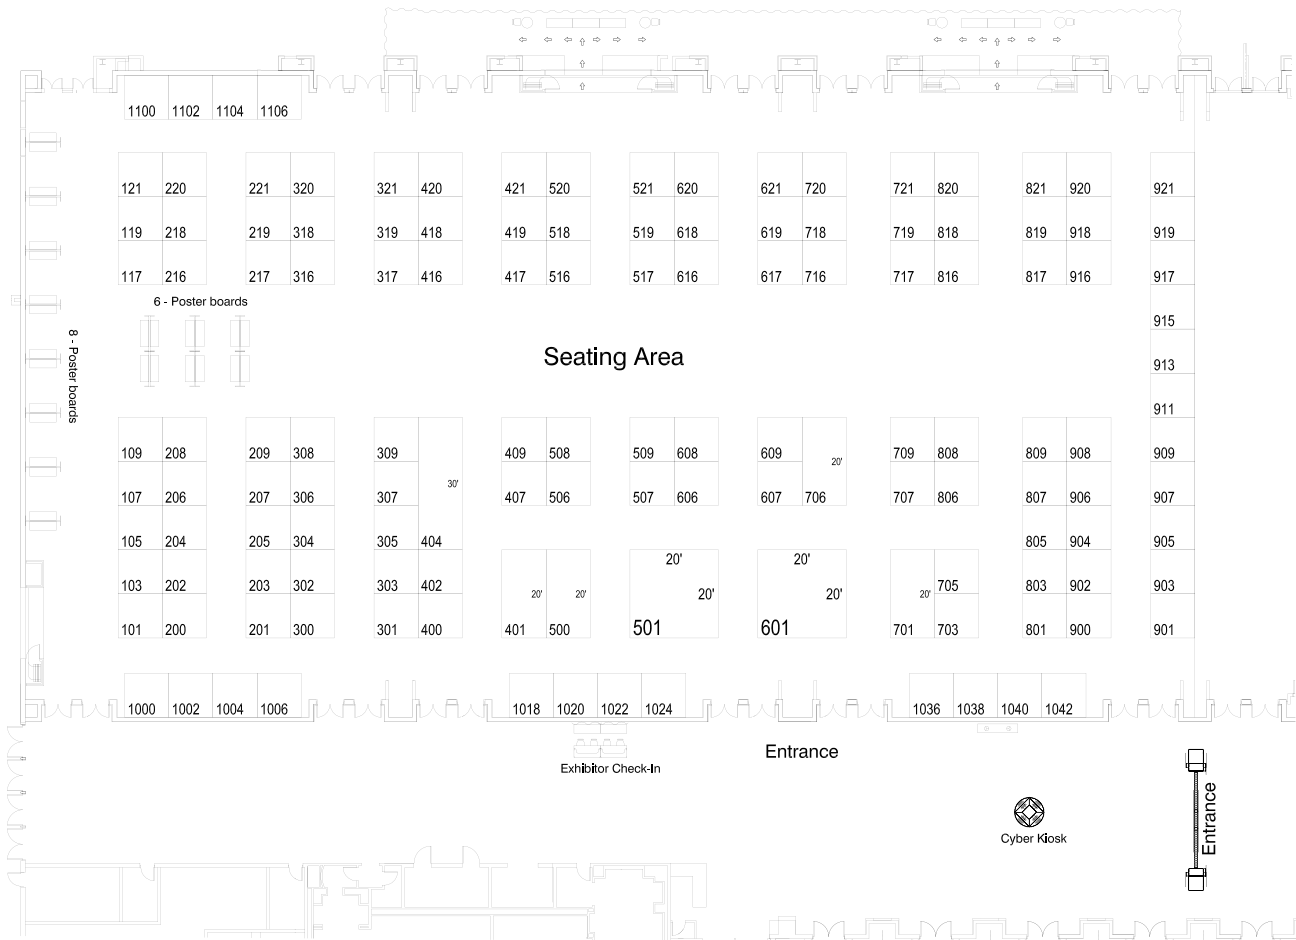 1100 1102 1104 1106
121 220 221 320 321 420 421 520 521 620 621 720 721 820 821 920 921
119 218 219 318 319 418 419 518 519 618 619 718 719 818 819 918 919
117 216 217 316 317 416 417 516 517 616 617 716 717 816 817 916 917
6 - Poster boards
915
8 - Poster boards
Seating Area
913
911
109 208 209 308 309 409 508 509 608 609 20' 709 808 809 908 909
30'
107 206 207 306 307 407 506 507 606 607 706 707 806 807 906 907
105 204 205 304 305 404 805 904 905
20' 20'
103 202 203 302 303 402 705 803 902 903
20' 20' 20' 20' 20'
101 200 201 300 301 400 401 500 501 601 701 703 801 900 901
1000 1002 1004 1006 1018 1020 1022 1024 1036 1038 1040 1042
Entrance
Exhibitor Check-In
Cyber Kiosk
Entrance